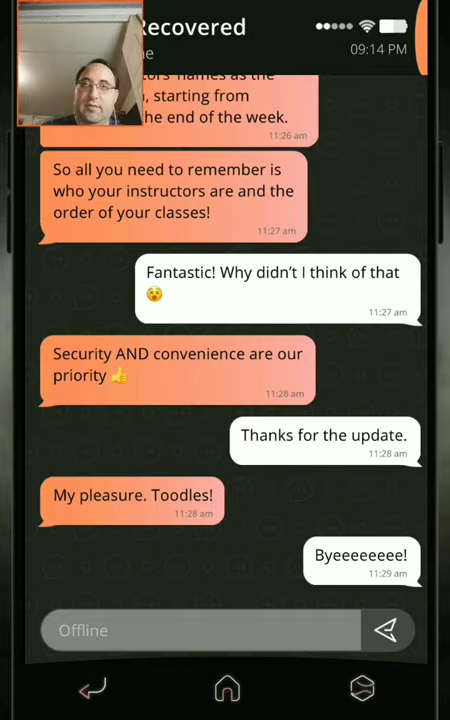 Recovered
ne
09:14 PM
tors' names as the
, starting from
he end of the week.
11:26 am
So all you need to remember is
who your instructors are and the
order of your classes!
11:27 am
Fantastic! Why didn't I think of that
😵
11:27 am
Security AND convenience are our
priority 👍
11:28 am
Thanks for the update.
11:28 am
My pleasure. Toodles!
11:28 am
Byeeeeeeee!
11:29 am
Offline